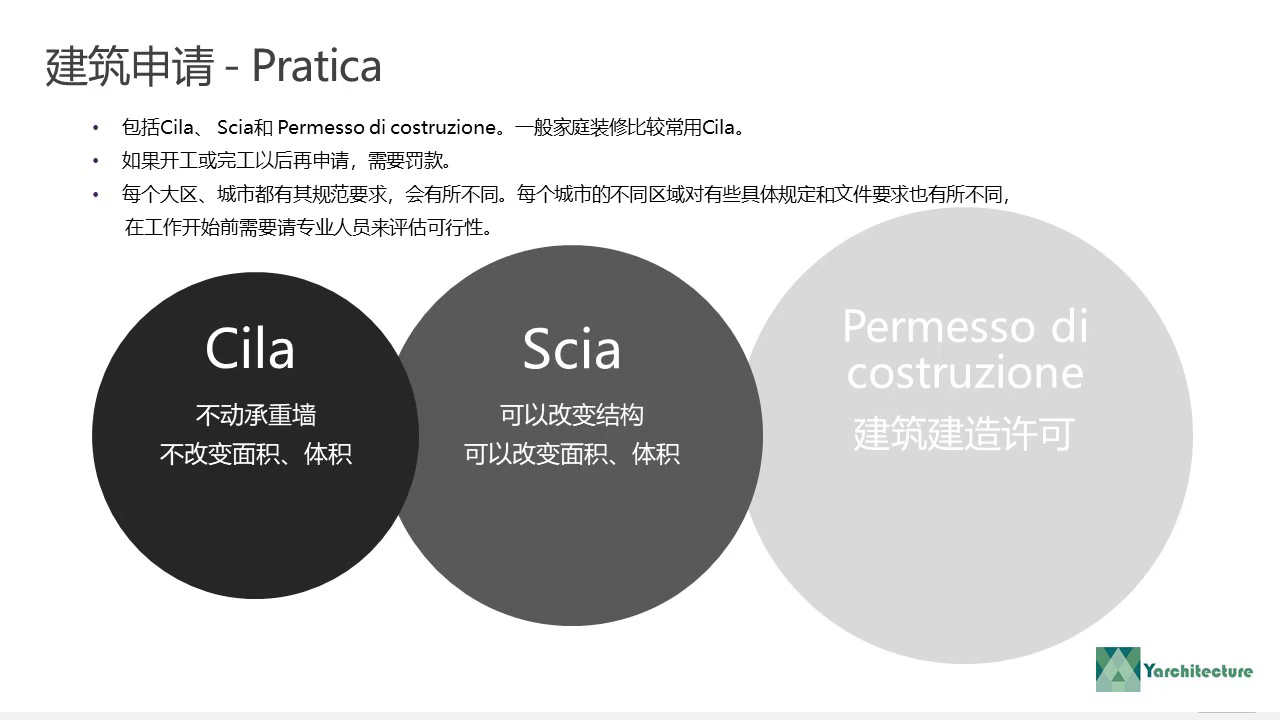 建筑申请 - Pratica
• 包括Cila、 Scia和 Permesso di costruzione。一般家庭装修比较常用Cila。
• 如果开工或完工以后再申请，需要罚款。
• 每个大区、城市都有其规范要求，会有所不同。每个城市的不同区域对有些具体规定和文件要求也有所不同，
在工作开始前需要请专业人员来评估可行性。
Cila
不动承重墙
不改变面积、体积
Scia
可以改变结构
可以改变面积、体积
Permesso di
costruzione
建筑建造许可
Yarchitecture